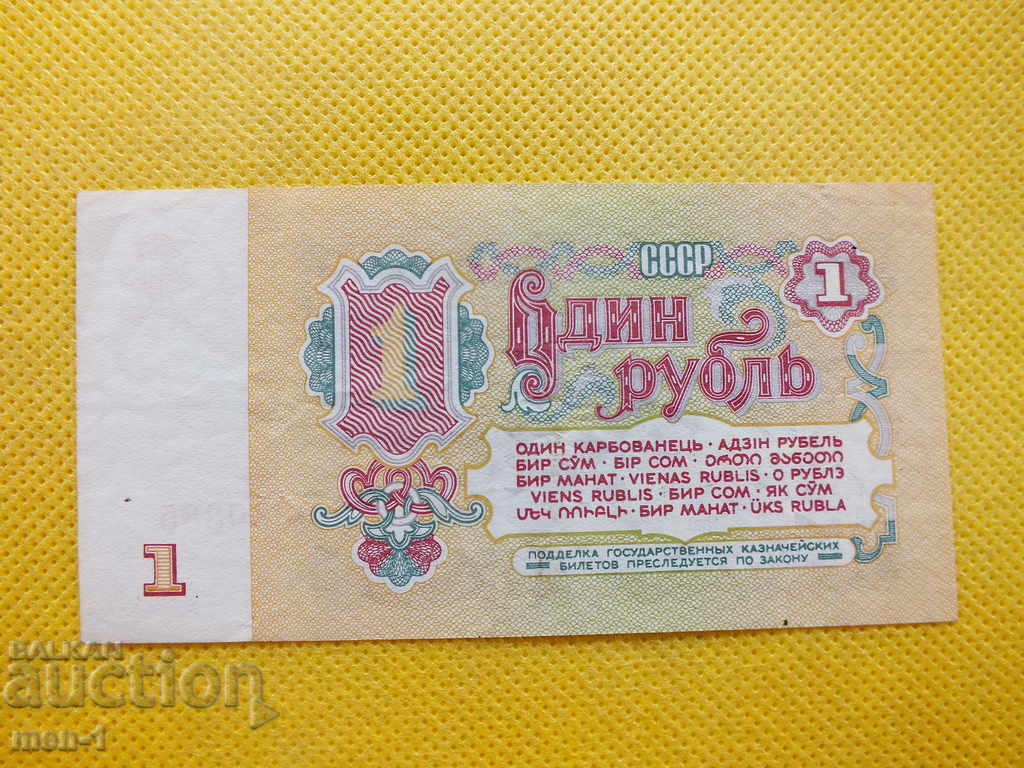 СССР
1
1
Один
рубль
ОДИН КАРБОВАНЕЦЬ · АДЗІН РУБЕЛЬ
БИР СЎМ · БІР СОМ · ᲔᲠᲗᲘ ᲛᲐᲜᲔᲗᲘ
БИР МАНАТ · VIENAS RUBLIS · О РУБЛЭ
VIENS RUBLIS · БИР СОМ · ЯК СЎМ
ՄԵԿ ՌՈՒԲԼԻ · БИР МАНАТ · ÜKS RUBLA
ПОДДЕЛКА ГОСУДАРСТВЕННЫХ КАЗНАЧЕЙСКИХ
БИЛЕТОВ ПРЕСЛЕДУЕТСЯ ПО ЗАКОНУ
1
BALKAN
auction
men-1